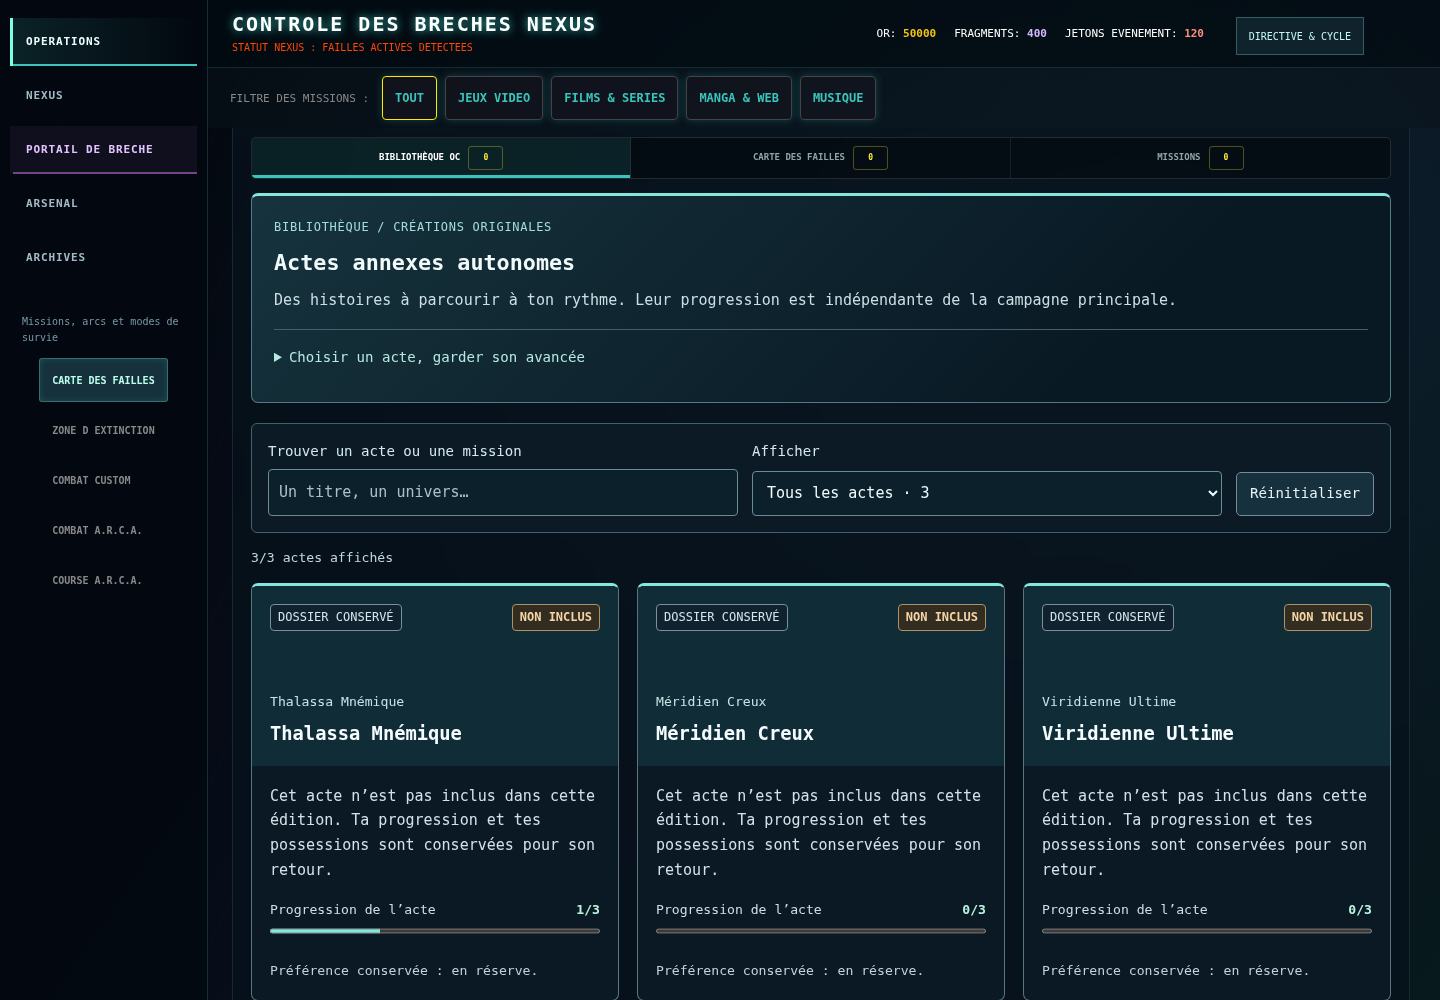 OPERATIONS
NEXUS
PORTAIL DE BRECHE
ARSENAL
ARCHIVES
Missions, arcs et modes de
survie
CARTE DES FAILLES
ZONE D EXTINCTION
COMBAT CUSTOM
COMBAT A.R.C.A.
COURSE A.R.C.A.
CONTROLE DES BRECHES NEXUS
STATUT NEXUS : FAILLES ACTIVES DETECTEES
OR: 50000 FRAGMENTS: 400 JETONS EVENEMENT: 120
DIRECTIVE & CYCLE
FILTRE DES MISSIONS : TOUT JEUX VIDEO FILMS & SERIES MANGA & WEB MUSIQUE
BIBLIOTHÈQUE OC 0 CARTE DES FAILLES 0 MISSIONS 0
BIBLIOTHÈQUE / CRÉATIONS ORIGINALES
Actes annexes autonomes
Des histoires à parcourir à ton rythme. Leur progression est indépendante de la campagne principale.
Choisir un acte, garder son avancée
Trouver un acte ou une mission
Un titre, un univers…
Afficher
Tous les actes · 3
Réinitialiser
3/3 actes affichés
DOSSIER CONSERVÉ NON INCLUS
Thalassa Mnémique
Thalassa Mnémique
Cet acte n’est pas inclus dans cette
édition. Ta progression et tes
possessions sont conservées pour son
retour.
Progression de l’acte 1/3
Préférence conservée : en réserve.
DOSSIER CONSERVÉ NON INCLUS
Méridien Creux
Méridien Creux
Cet acte n’est pas inclus dans cette
édition. Ta progression et tes
possessions sont conservées pour son
retour.
Progression de l’acte 0/3
Préférence conservée : en réserve.
DOSSIER CONSERVÉ NON INCLUS
Viridienne Ultime
Viridienne Ultime
Cet acte n’est pas inclus dans cette
édition. Ta progression et tes
possessions sont conservées pour son
retour.
Progression de l’acte 0/3
Préférence conservée : en réserve.